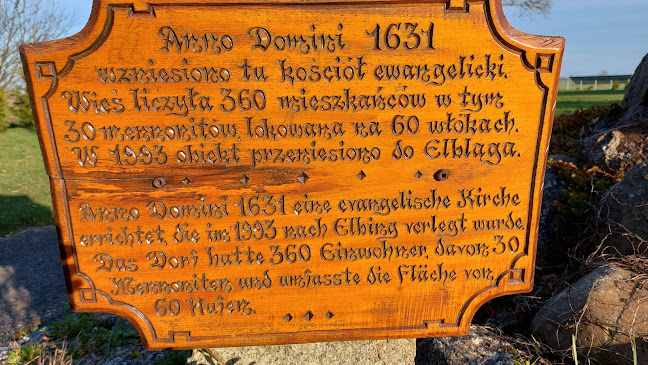 Anno Domini 1631
wzniesiono tu kościół ewangelicki.
Wieś liczyła 360 mieszkańców w tym
30 mennonitów, lokowana na 60 włókach.
W 1993 obiekt przeniesiono do Elbląga.
Anno Domini 1631 eine evangelische Kirche
errichtet, die im 1993 nach Elbing verlegt wurde.
Das Dorf hatte 360 Einwohner, davon 30
Mennoniten und umfasste die Fläche von
60 Hufen.